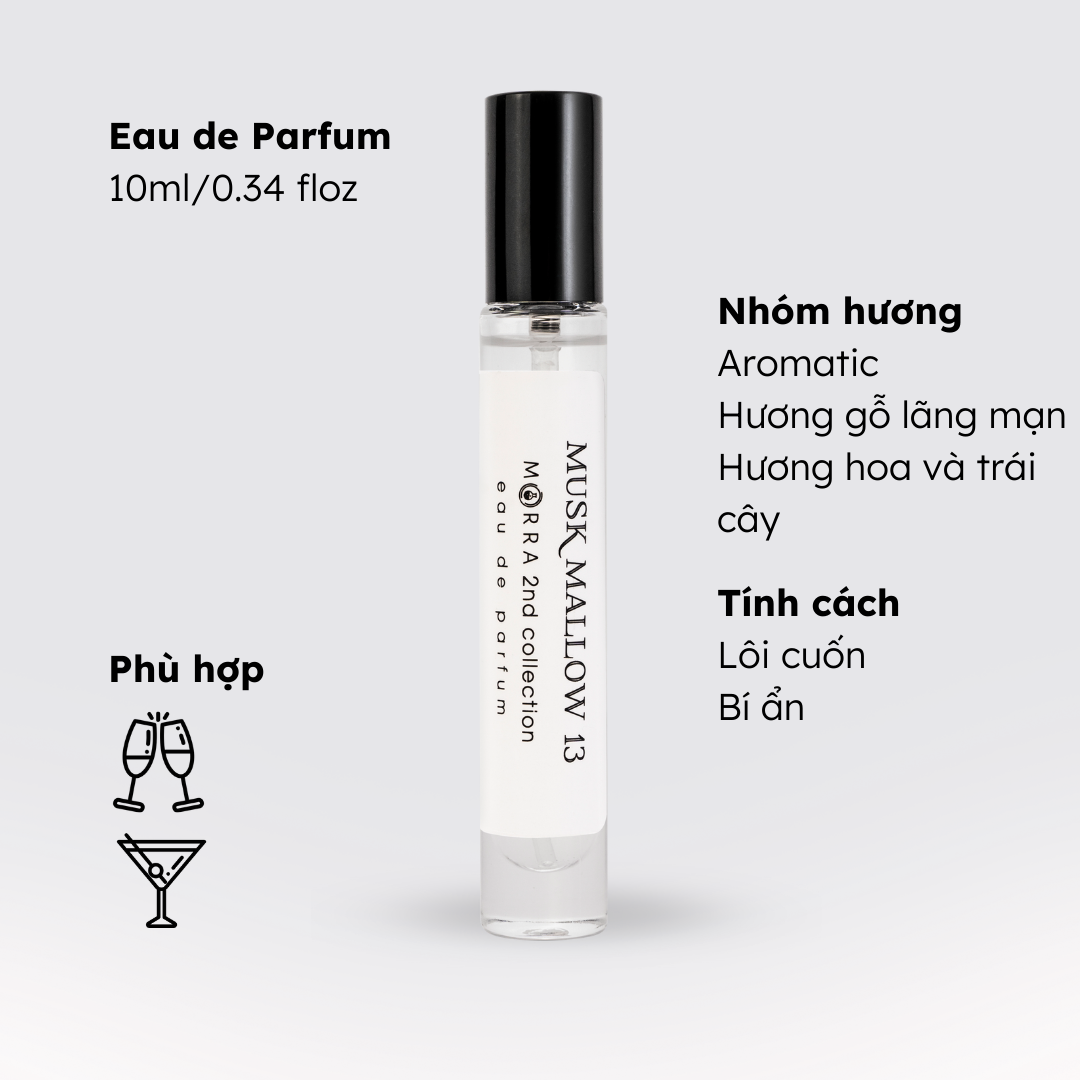 Eau de Parfum
10ml/0.34 floz
Nhóm hương
Aromatic
Hương gỗ lãng mạn
Hương hoa và trái
cây
Tính cách
Lôi cuốn
Bí ẩn
Phù hợp
MUSK MALLOW 13
MORRA 2nd collection
eau de parfum